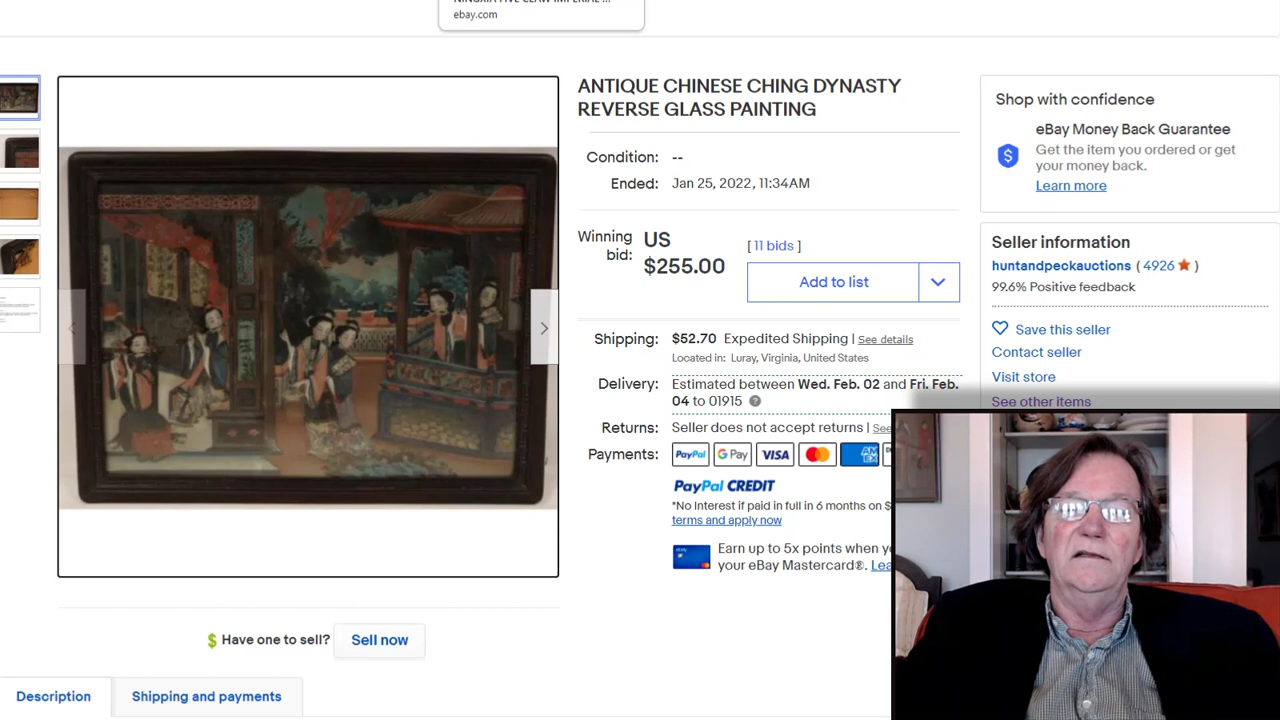 ebay.com
ANTIQUE CHINESE CHING DYNASTY
REVERSE GLASS PAINTING
Condition: --
Ended: Jan 25, 2022, 11:34AM
Winning bid:
US $255.00
[ 11 bids ]
Add to list
Shipping: $52.70 Expedited Shipping | See details
Located in: Luray, Virginia, United States
Delivery: Estimated between Wed. Feb. 02 and Fri. Feb.
04 to 01915
Returns: Seller does not accept returns | See
Payments: PayPal G Pay VISA
PayPal CREDIT
*No Interest if paid in full in 6 months on $
terms and apply now
Earn up to 5x points when
your eBay Mastercard®.
Shop with confidence
eBay Money Back Guarantee
Get the item you ordered or get
your money back.
Learn more
Seller information
huntandpeckauctions ( 4926 )
99.6% Positive feedback
Save this seller
Contact seller
Visit store
See other items
$ Have one to sell? Sell now
Description
Shipping and payments